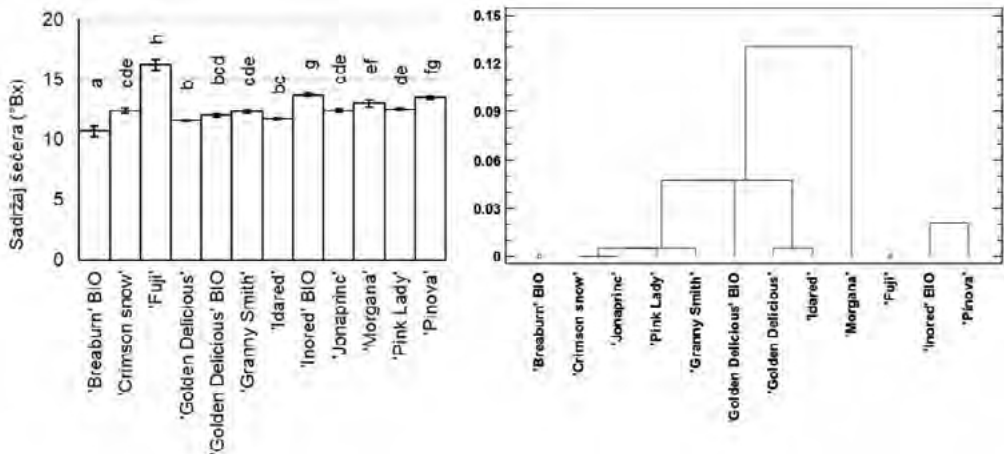 20
15
10
5
0
Sadržaj šećera (°Bx)
a
cde
h
b
bcd
cde
bc
g
cde
ef
de
fg
'Breaburn' BIO
'Crimson snow'
'Fuji'
'Golden Delicious'
'Golden Delicious' BIO
'Granny Smith'
'Idared'
'Inored' BIO
'Jonaprinc'
'Morgana'
'Pink Lady'
'Pinova'
0.15
0.12
0.09
0.06
0.03
0
'Breaburn' BIO
'Crimson snow'
'Jonaprinc'
'Pink Lady'
'Granny Smith'
'Golden Delicious' BIO
'Golden Delicious
'Idared'
'Morgana'
'Fuji'
'Inored' BIO
'Pinova'